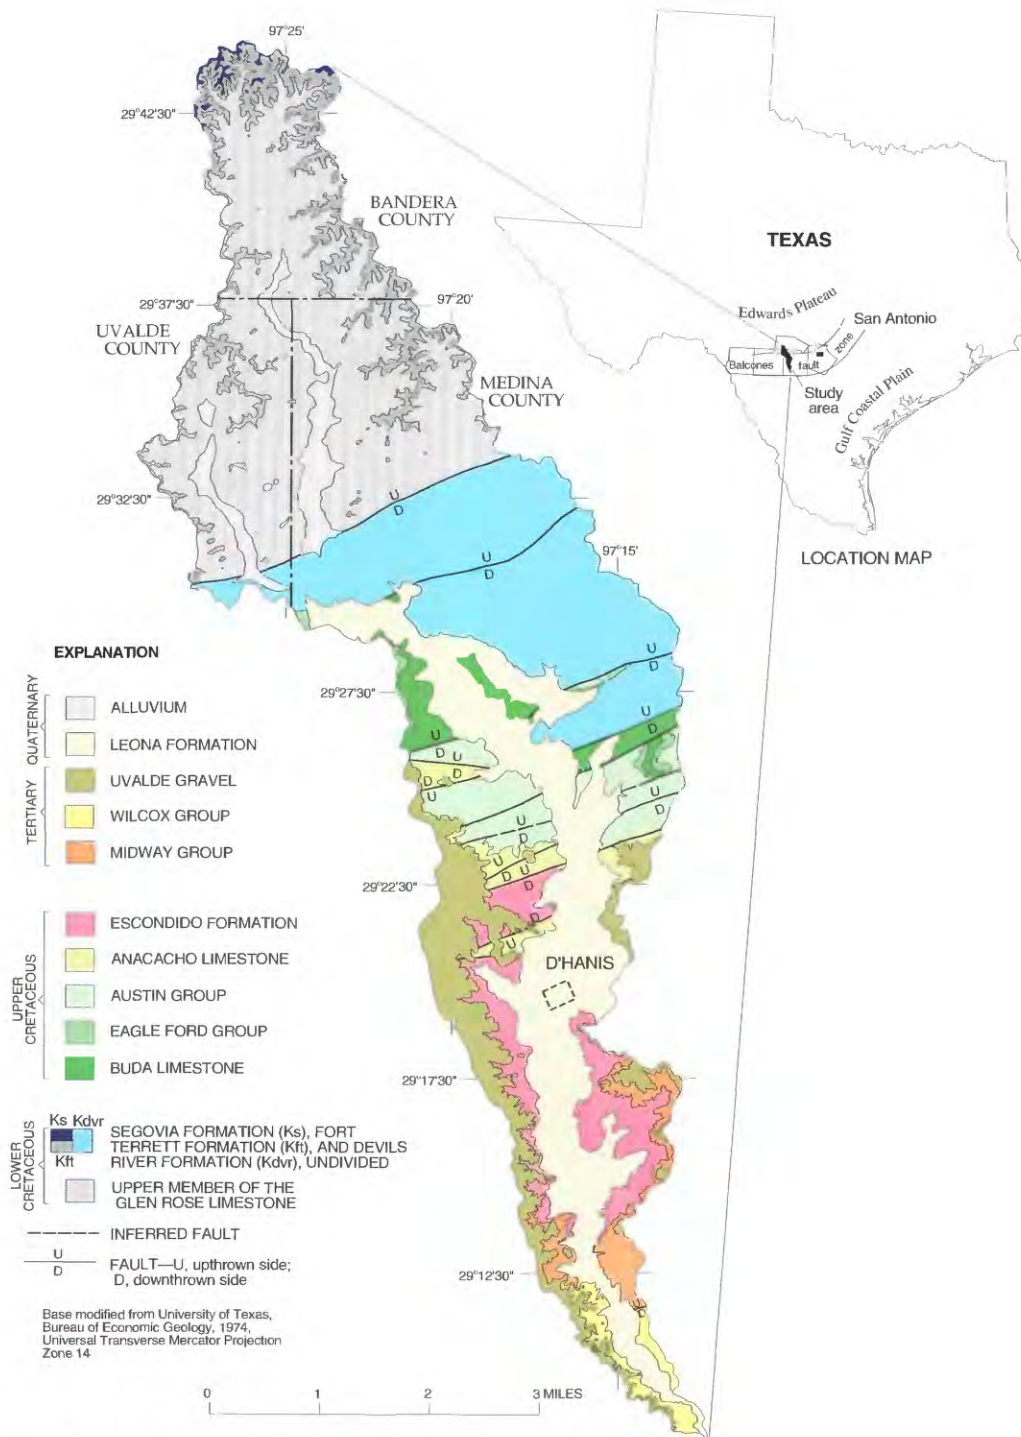 97°25'
29°42'30"
BANDERA
COUNTY
TEXAS
29°37'30"
97°20'
Edwards Plateau
San Antonio
UVALDE
COUNTY
Balcones
fault
zone
MEDINA
COUNTY
Study
area
Gulf Coastal Plain
29°32'30"
U
D
U
D
97°15'
LOCATION MAP
EXPLANATION
QUATERNARY
ALLUVIUM
LEONA FORMATION
TERTIARY
UVALDE GRAVEL
WILCOX GROUP
MIDWAY GROUP
UPPER
CRETACEOUS
ESCONDIDO FORMATION
ANACACHO LIMESTONE
AUSTIN GROUP
EAGLE FORD GROUP
BUDA LIMESTONE
LOWER
CRETACEOUS
Ks Kdvr
Kft
SEGOVIA FORMATION (Ks), FORT
TERRETT FORMATION (Kft), AND DEVILS
RIVER FORMATION (Kdvr), UNDIVIDED
UPPER MEMBER OF THE
GLEN ROSE LIMESTONE
INFERRED FAULT
U
D
FAULT—U, upthrown side;
D, downthrown side
Base modified from University of Texas,
Bureau of Economic Geology, 1974,
Universal Transverse Mercator Projection
Zone 14
U
D
29°27'30"
U
D
U
D
U
D
D
U
U
D
U
D
29°22'30"
U
D
U
D
D
U
D'HANIS
29°17'30"
29°12'30"
0 1 2 3 MILES